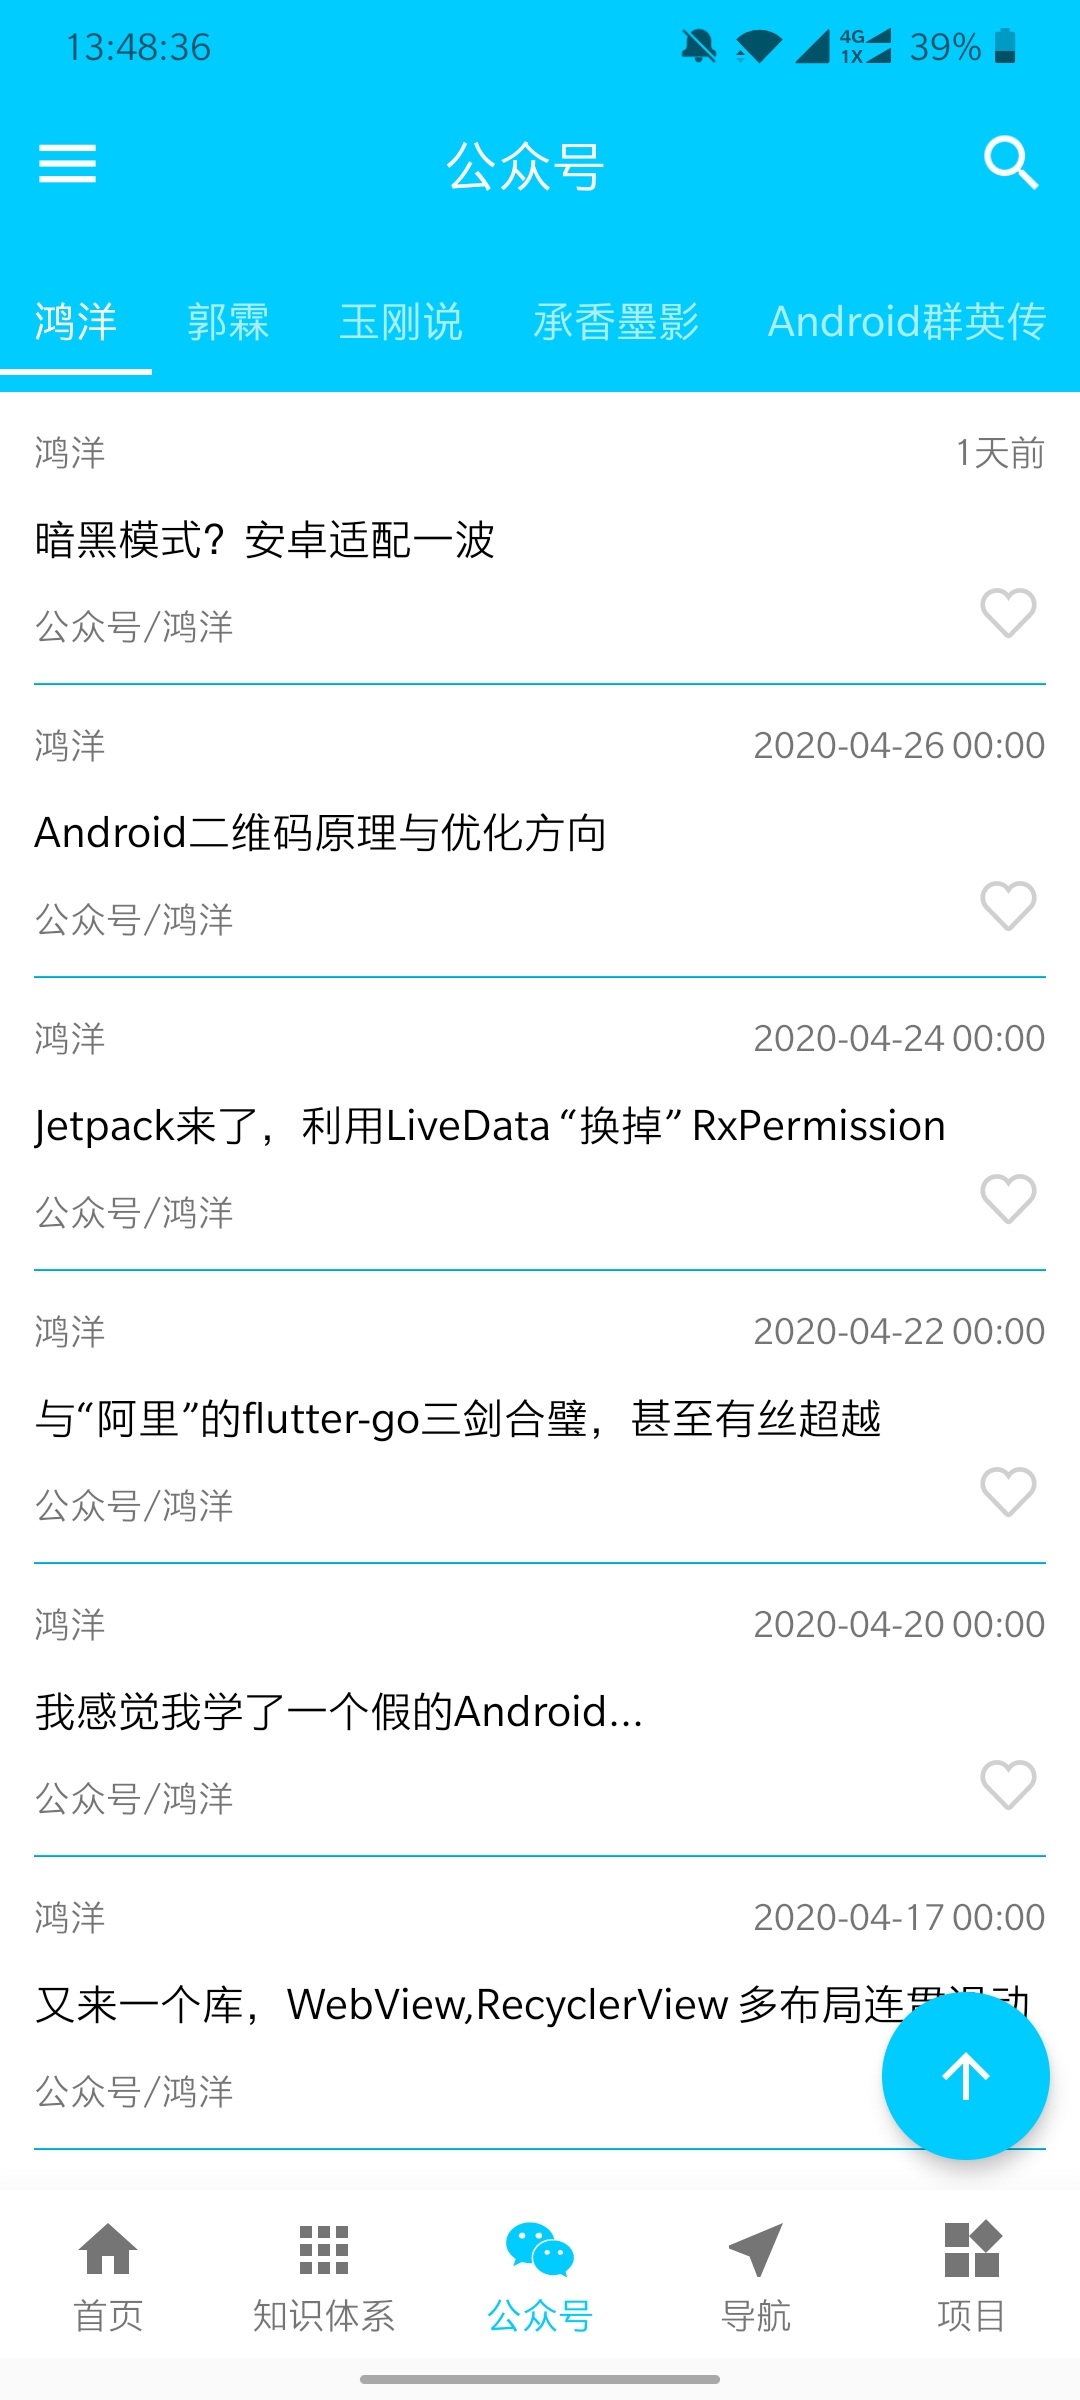 13:48:36
4G
1X
39%
公众号
鸿洋 郭霖 玉刚说 承香墨影 Android群英传
鸿洋 1天前
暗黑模式？安卓适配一波
公众号/鸿洋
鸿洋 2020-04-26 00:00
Android二维码原理与优化方向
公众号/鸿洋
鸿洋 2020-04-24 00:00
Jetpack来了，利用LiveData “换掉” RxPermission
公众号/鸿洋
鸿洋 2020-04-22 00:00
与“阿里”的flutter-go三剑合璧，甚至有丝超越
公众号/鸿洋
鸿洋 2020-04-20 00:00
我感觉我学了一个假的Android...
公众号/鸿洋
鸿洋 2020-04-17 00:00
又来一个库，WebView,RecyclerView 多布局连贯滑动
公众号/鸿洋
首页 知识体系 公众号 导航 项目